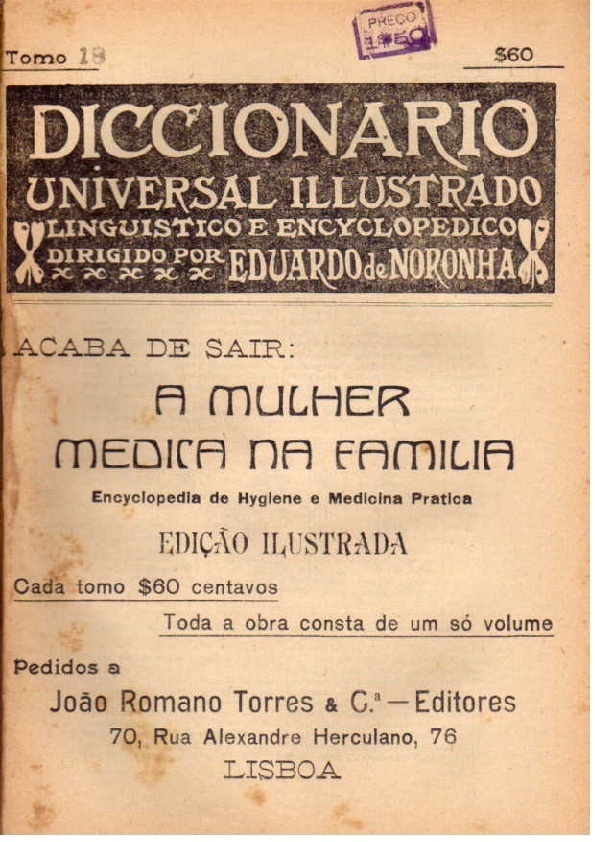 PREÇO
1$50
Tomo 18
$60
DICCIONARIO
UNIVERSAL ILLUSTRADO
LINGUISTICO E ENCYCLOPEDICO
DIRIGIDO POR EDUARDO de NORONHA
ACABA DE SAIR:
A MULHER
MEDICA NA FAMILIA
Encyclopedia de Hygiene e Medicina Pratica
EDIÇÃO ILUSTRADA
Cada tomo $60 centavos
Toda a obra consta de um só volume
Pedidos a
João Romano Torres & C.ª — Editores
70, Rua Alexandre Herculano, 76
LISBOA